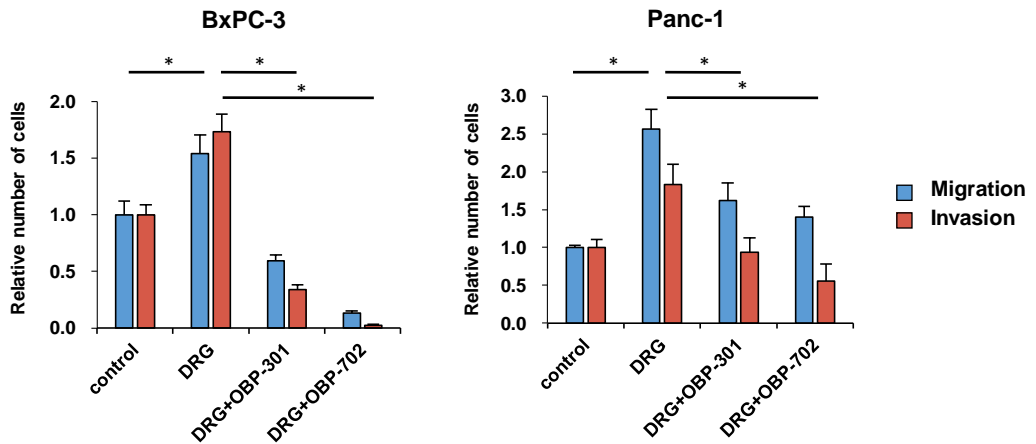 BxPC-3
*
*
*
Relative number of cells
2.0
1.5
1.0
0.5
0.0
control
DRG
DRG+OBP-301
DRG+OBP-702
Panc-1
*
*
*
Relative number of cells
3.0
2.5
2.0
1.5
1.0
0.5
0.0
control
DRG
DRG+OBP-301
DRG+OBP-702
Migration
Invasion